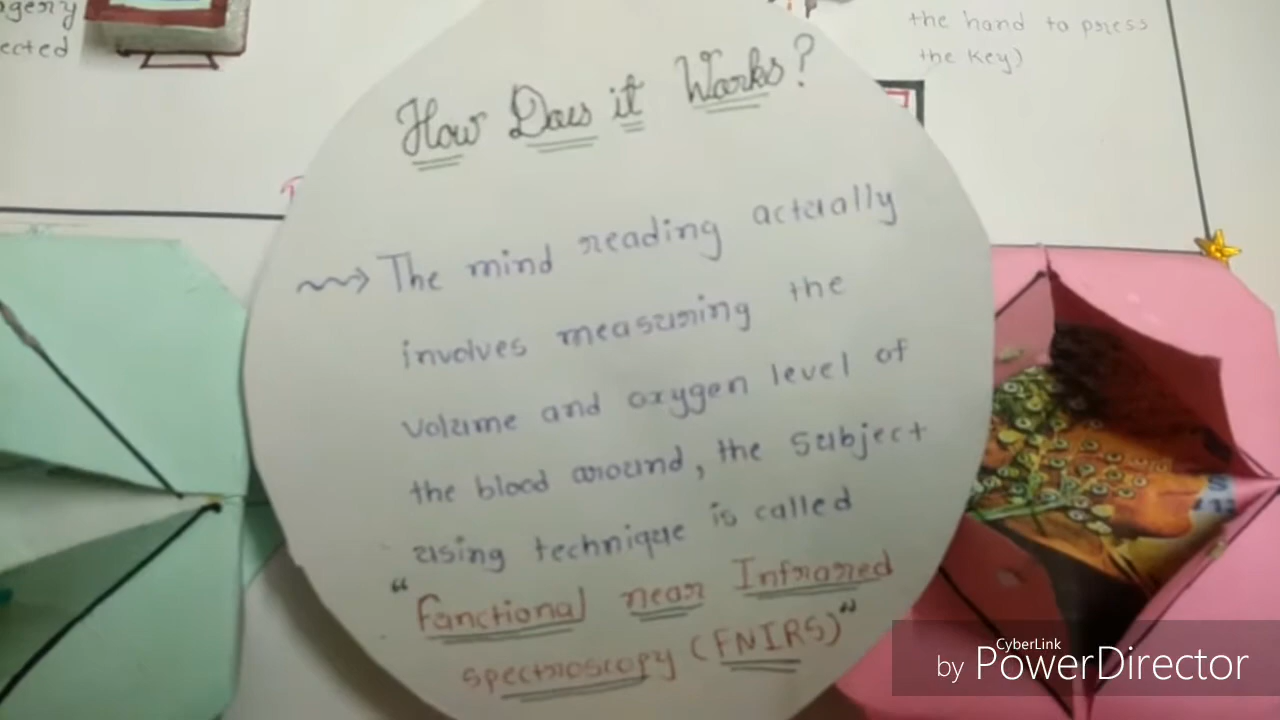 agery
ected
the hand to press
the key)
How Does it Works?
The mind reading actually
involves measuring the
volume and oxygen level of
the blood around, the subject
using technique is called
"Fanctional near Infrared
spectroscopy (FNIRS)"
CyberLink
by PowerDirector